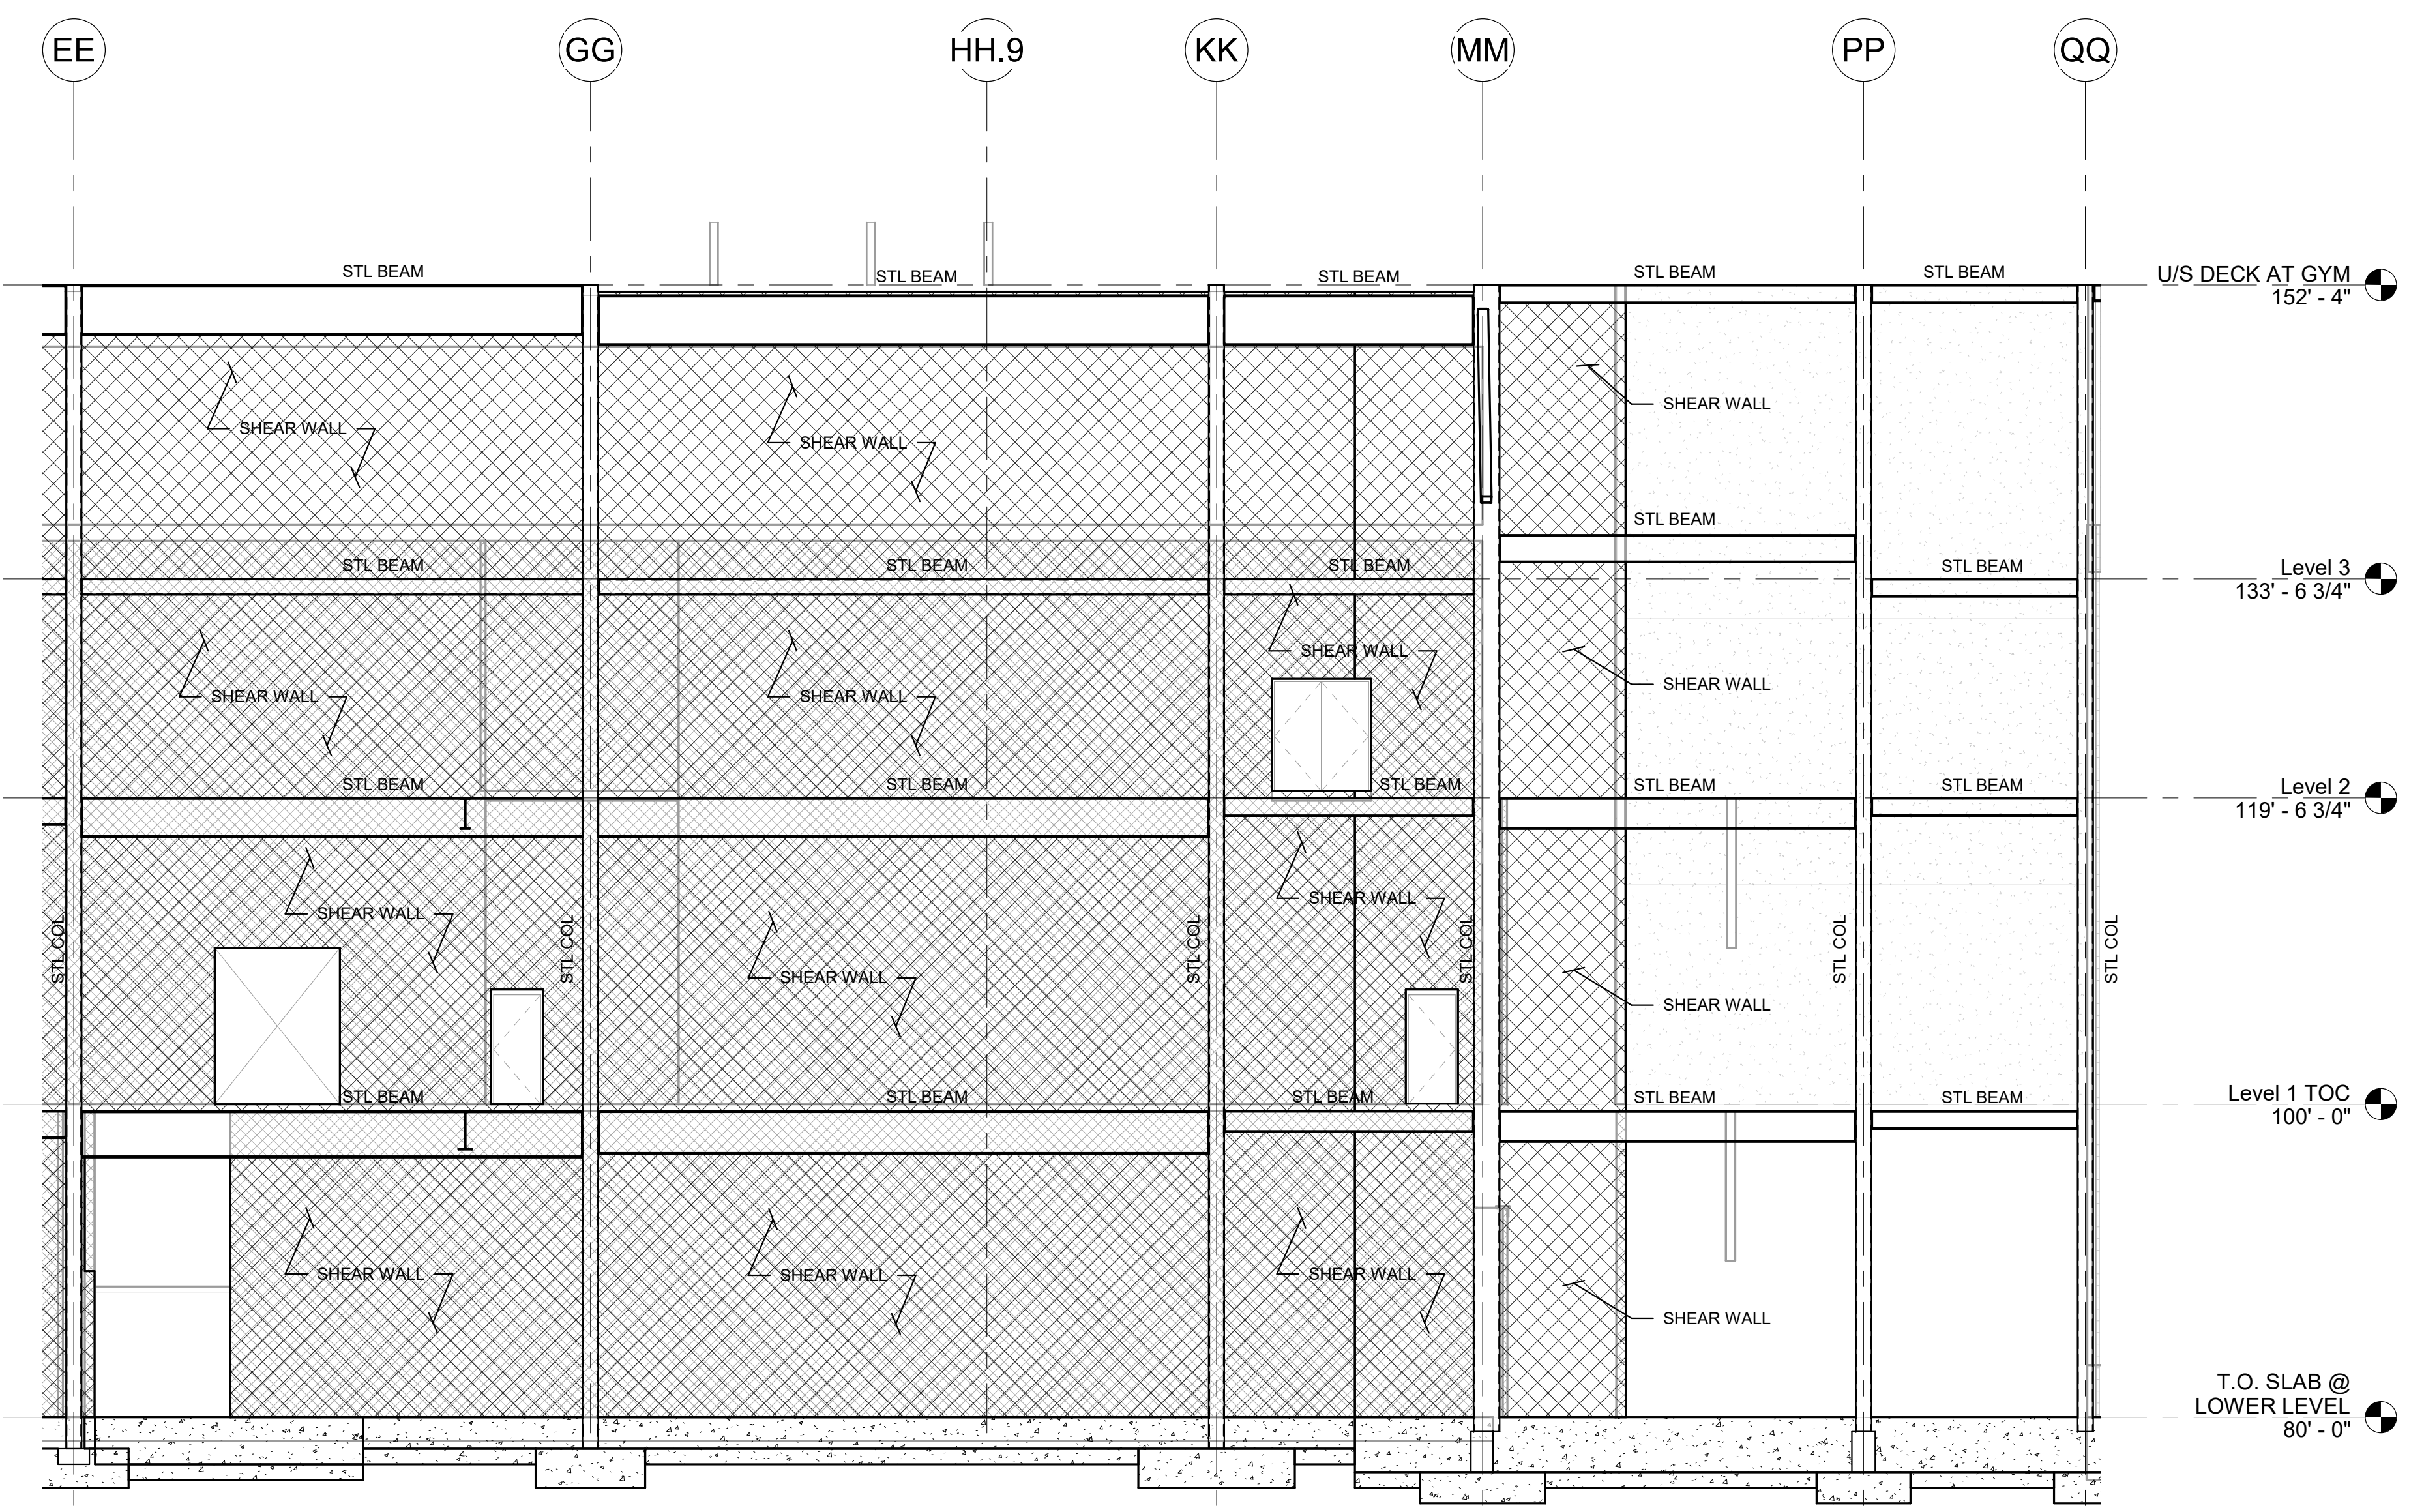 EE GG HH.9 KK MM PP QQ
STL BEAM STL BEAM STL BEAM STL BEAM STL BEAM
U/S DECK AT GYM
152' - 4"
SHEAR WALL SHEAR WALL SHEAR WALL
STL BEAM
STL BEAM STL BEAM STL BEAM STL BEAM
Level 3
133' - 6 3/4"
SHEAR WALL SHEAR WALL SHEAR WALL SHEAR WALL
STL BEAM STL BEAM STL BEAM STL BEAM STL BEAM
Level 2
119' - 6 3/4"
SHEAR WALL SHEAR WALL SHEAR WALL SHEAR WALL
STL COL STL COL STL COL STL COL STL COL STL COL
STL BEAM STL BEAM STL BEAM STL BEAM STL BEAM
Level 1 TOC
100' - 0"
SHEAR WALL SHEAR WALL SHEAR WALL SHEAR WALL
T.O. SLAB @
LOWER LEVEL
80' - 0"